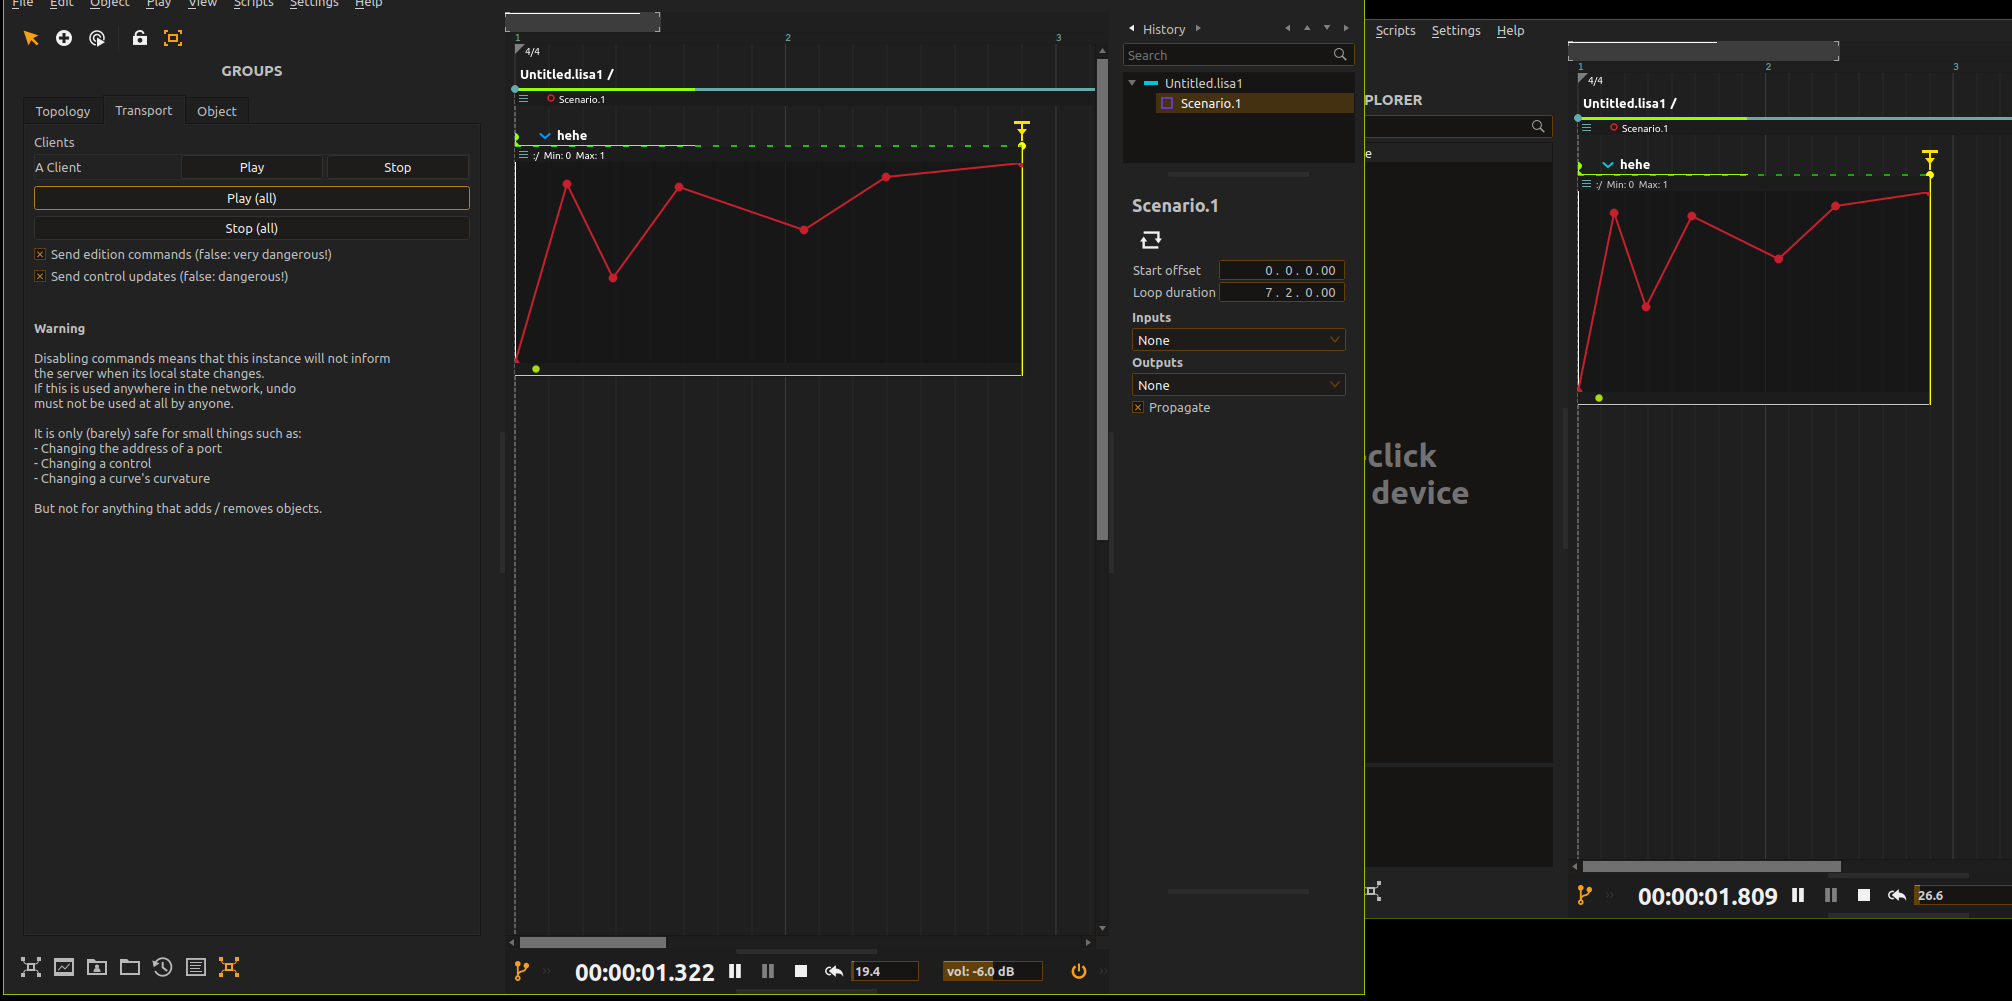 File Edit Object Play View Scripts Settings Help
GROUPS
Topology Transport Object
Clients
A Client Play Stop
Play (all)
Stop (all)
Send edition commands (false: very dangerous!)
Send control updates (false: dangerous!)
Warning
Disabling commands means that this instance will not inform
the server when its local state changes.
If this is used anywhere in the network, undo
must not be used at all by anyone.
It is only (barely) safe for small things such as:
- Changing the address of a port
- Changing a control
- Changing a curve's curvature
But not for anything that adds / removes objects.
1 2 3
4/4
Untitled.lisa1 /
Scenario.1
hehe
:/ Min: 0 Max: 1
00:00:01.322 19.4 vol: -6.0 dB
History
Search
Untitled.lisa1
Scenario.1
Scenario.1
Start offset 0. 0. 0.00
Loop duration 7. 2. 0.00
Inputs
None
Outputs
None
Propagate
Scripts Settings Help
PLORER
e
click
device
1 2 3
4/4
Untitled.lisa1 /
Scenario.1
hehe
:/ Min: 0 Max: 1
00:00:01.809 26.6